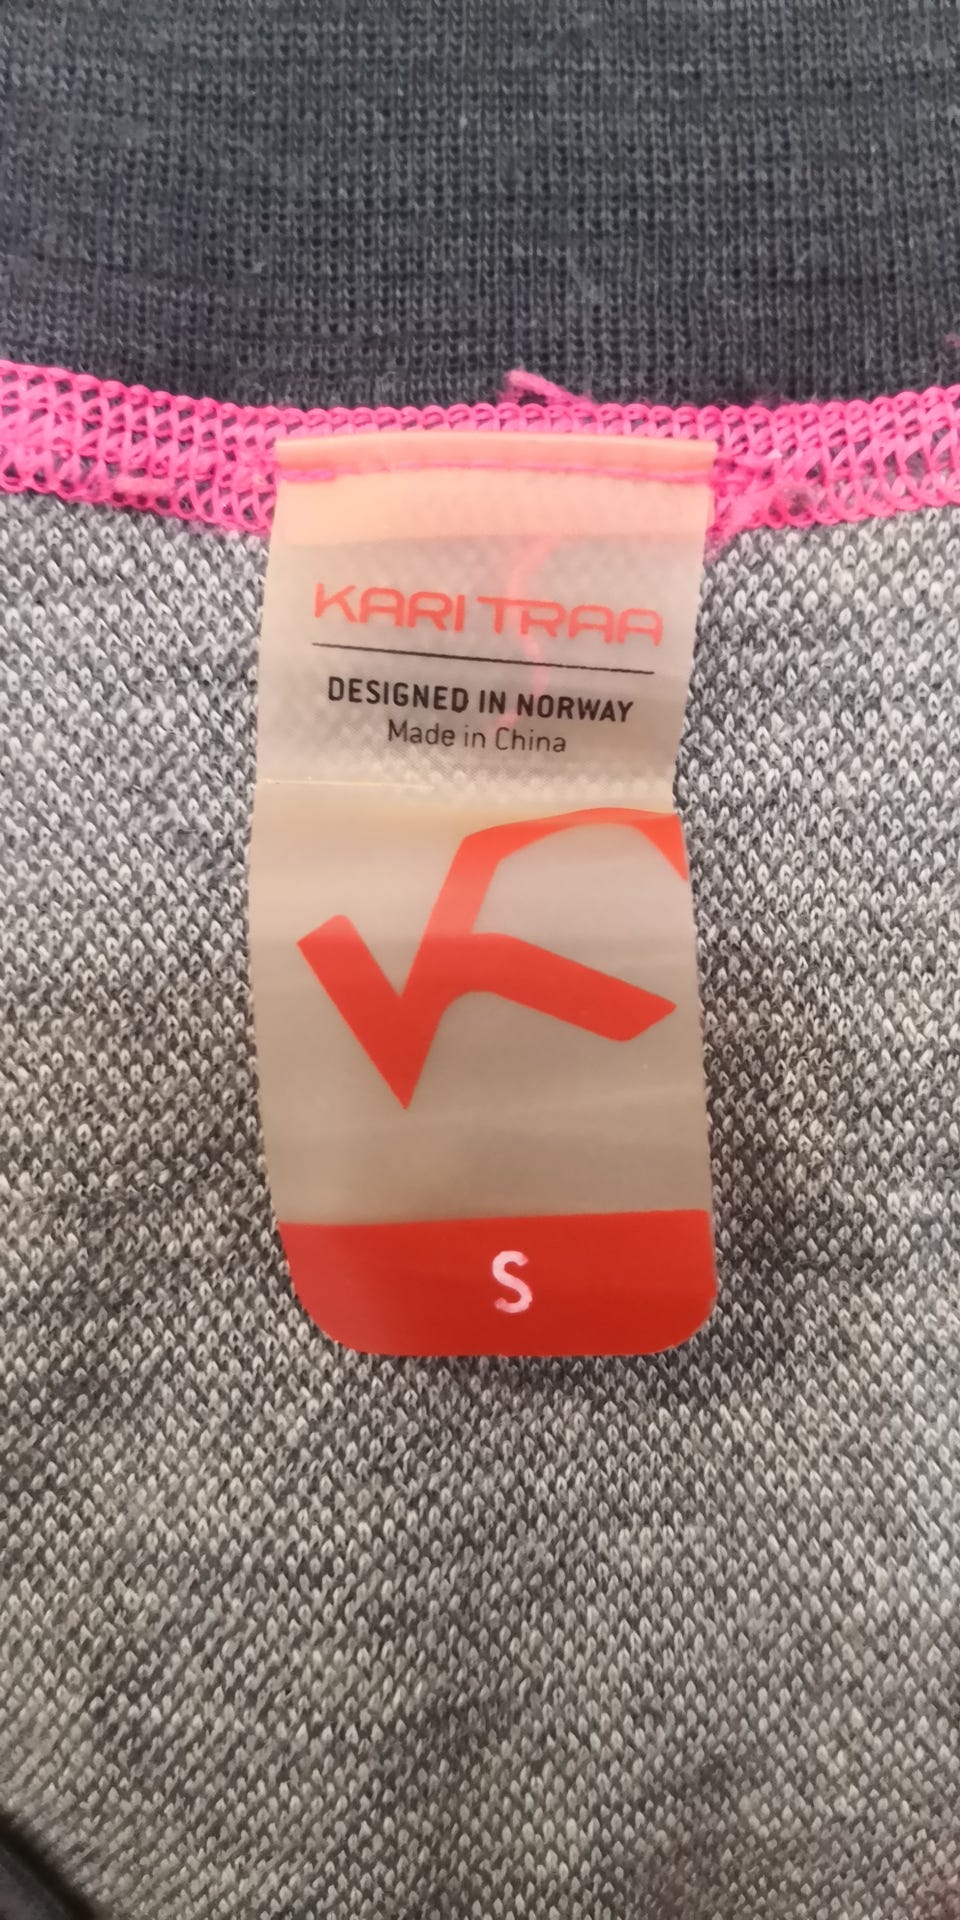 KARI TRAA
DESIGNED IN NORWAY
Made in China
S